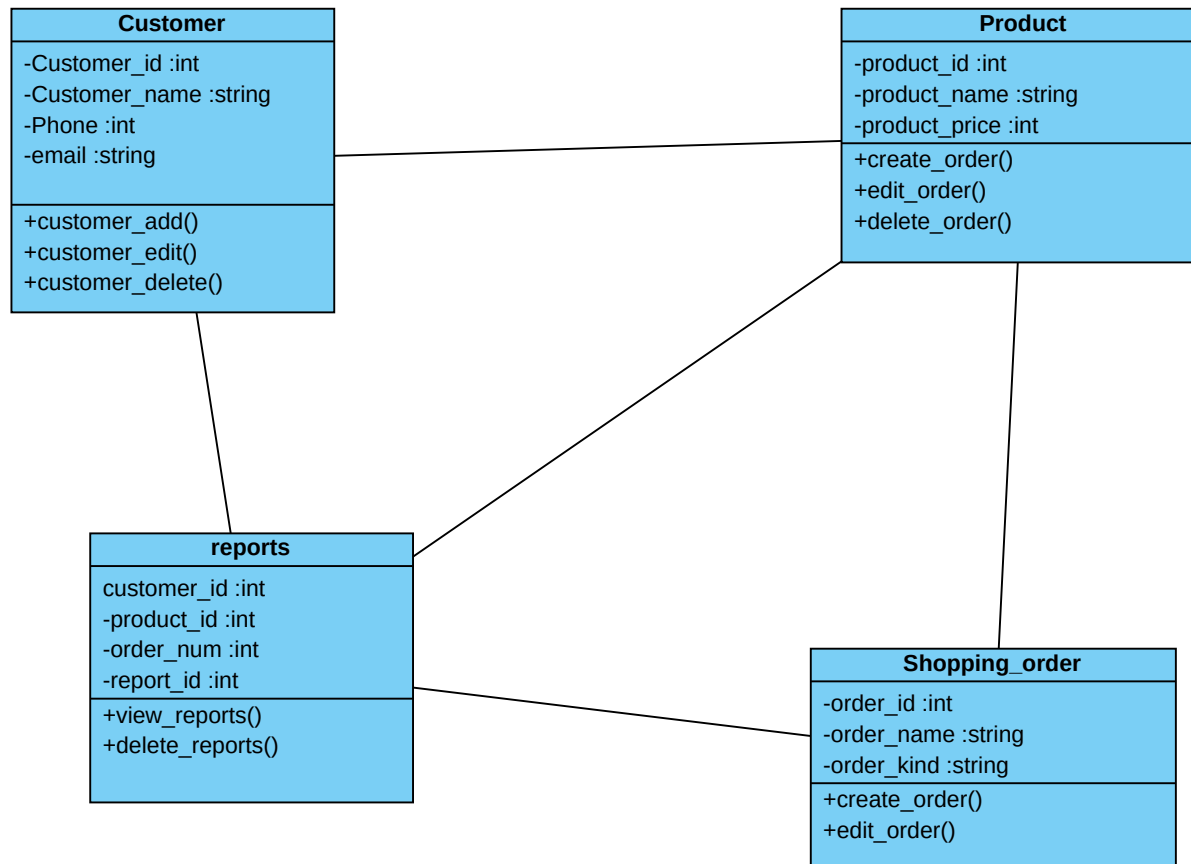 Customer
-Customer_id :int
-Customer_name :string
-Phone :int
-email :string
+customer_add()
+customer_edit()
+customer_delete()
Product
-product_id :int
-product_name :string
-product_price :int
+create_order()
+edit_order()
+delete_order()
reports
customer_id :int
-product_id :int
-order_num :int
-report_id :int
+view_reports()
+delete_reports()
Shopping_order
-order_id :int
-order_name :string
-order_kind :string
+create_order()
+edit_order()